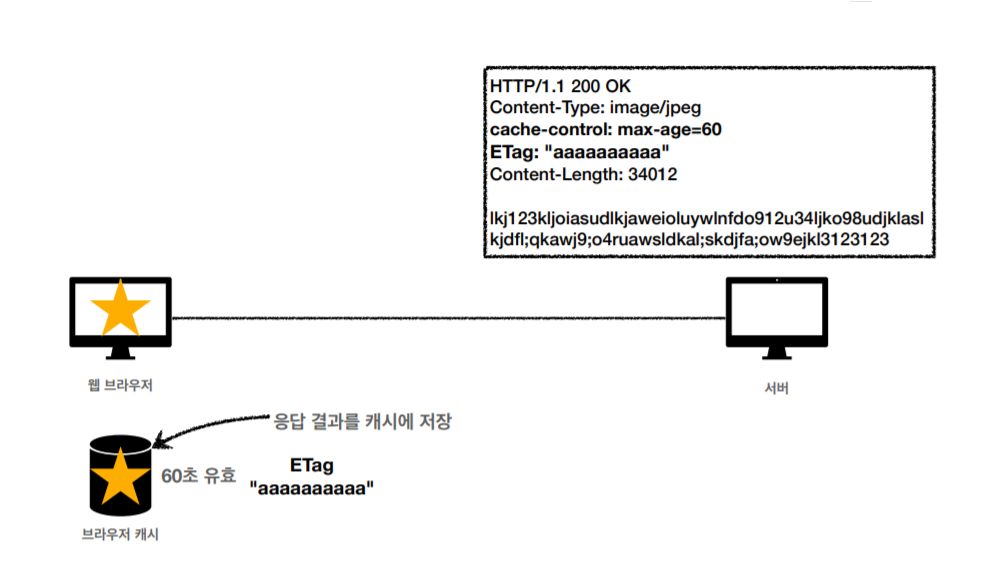 HTTP/1.1 200 OK
Content-Type: image/jpeg
cache-control: max-age=60
ETag: "aaaaaaaaaa"
Content-Length: 34012
lkj123kljoiasudlkjaweioluywlnfdo912u34ljko98udjklasl
kjdfl;qkawj9;o4ruawsldkal;skdjfa;ow9ejkl3123123
웹 브라우저
서버
응답 결과를 캐시에 저장
60초 유효
ETag
"aaaaaaaaaa"
브라우저 캐시